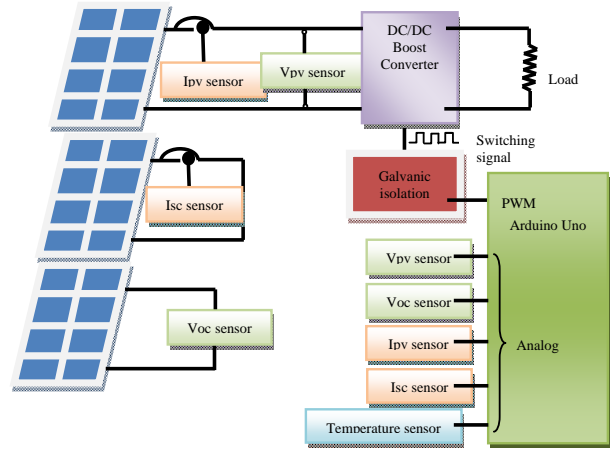 DC/DC
Boost
Converter
Ipv sensor
Vpv sensor
Load
Switching
signal
Galvanic
isolation
Isc sensor
PWM
Arduino Uno
Vpv sensor
Voc sensor
Voc sensor
Ipv sensor
Analog
Isc sensor
Temperature sensor